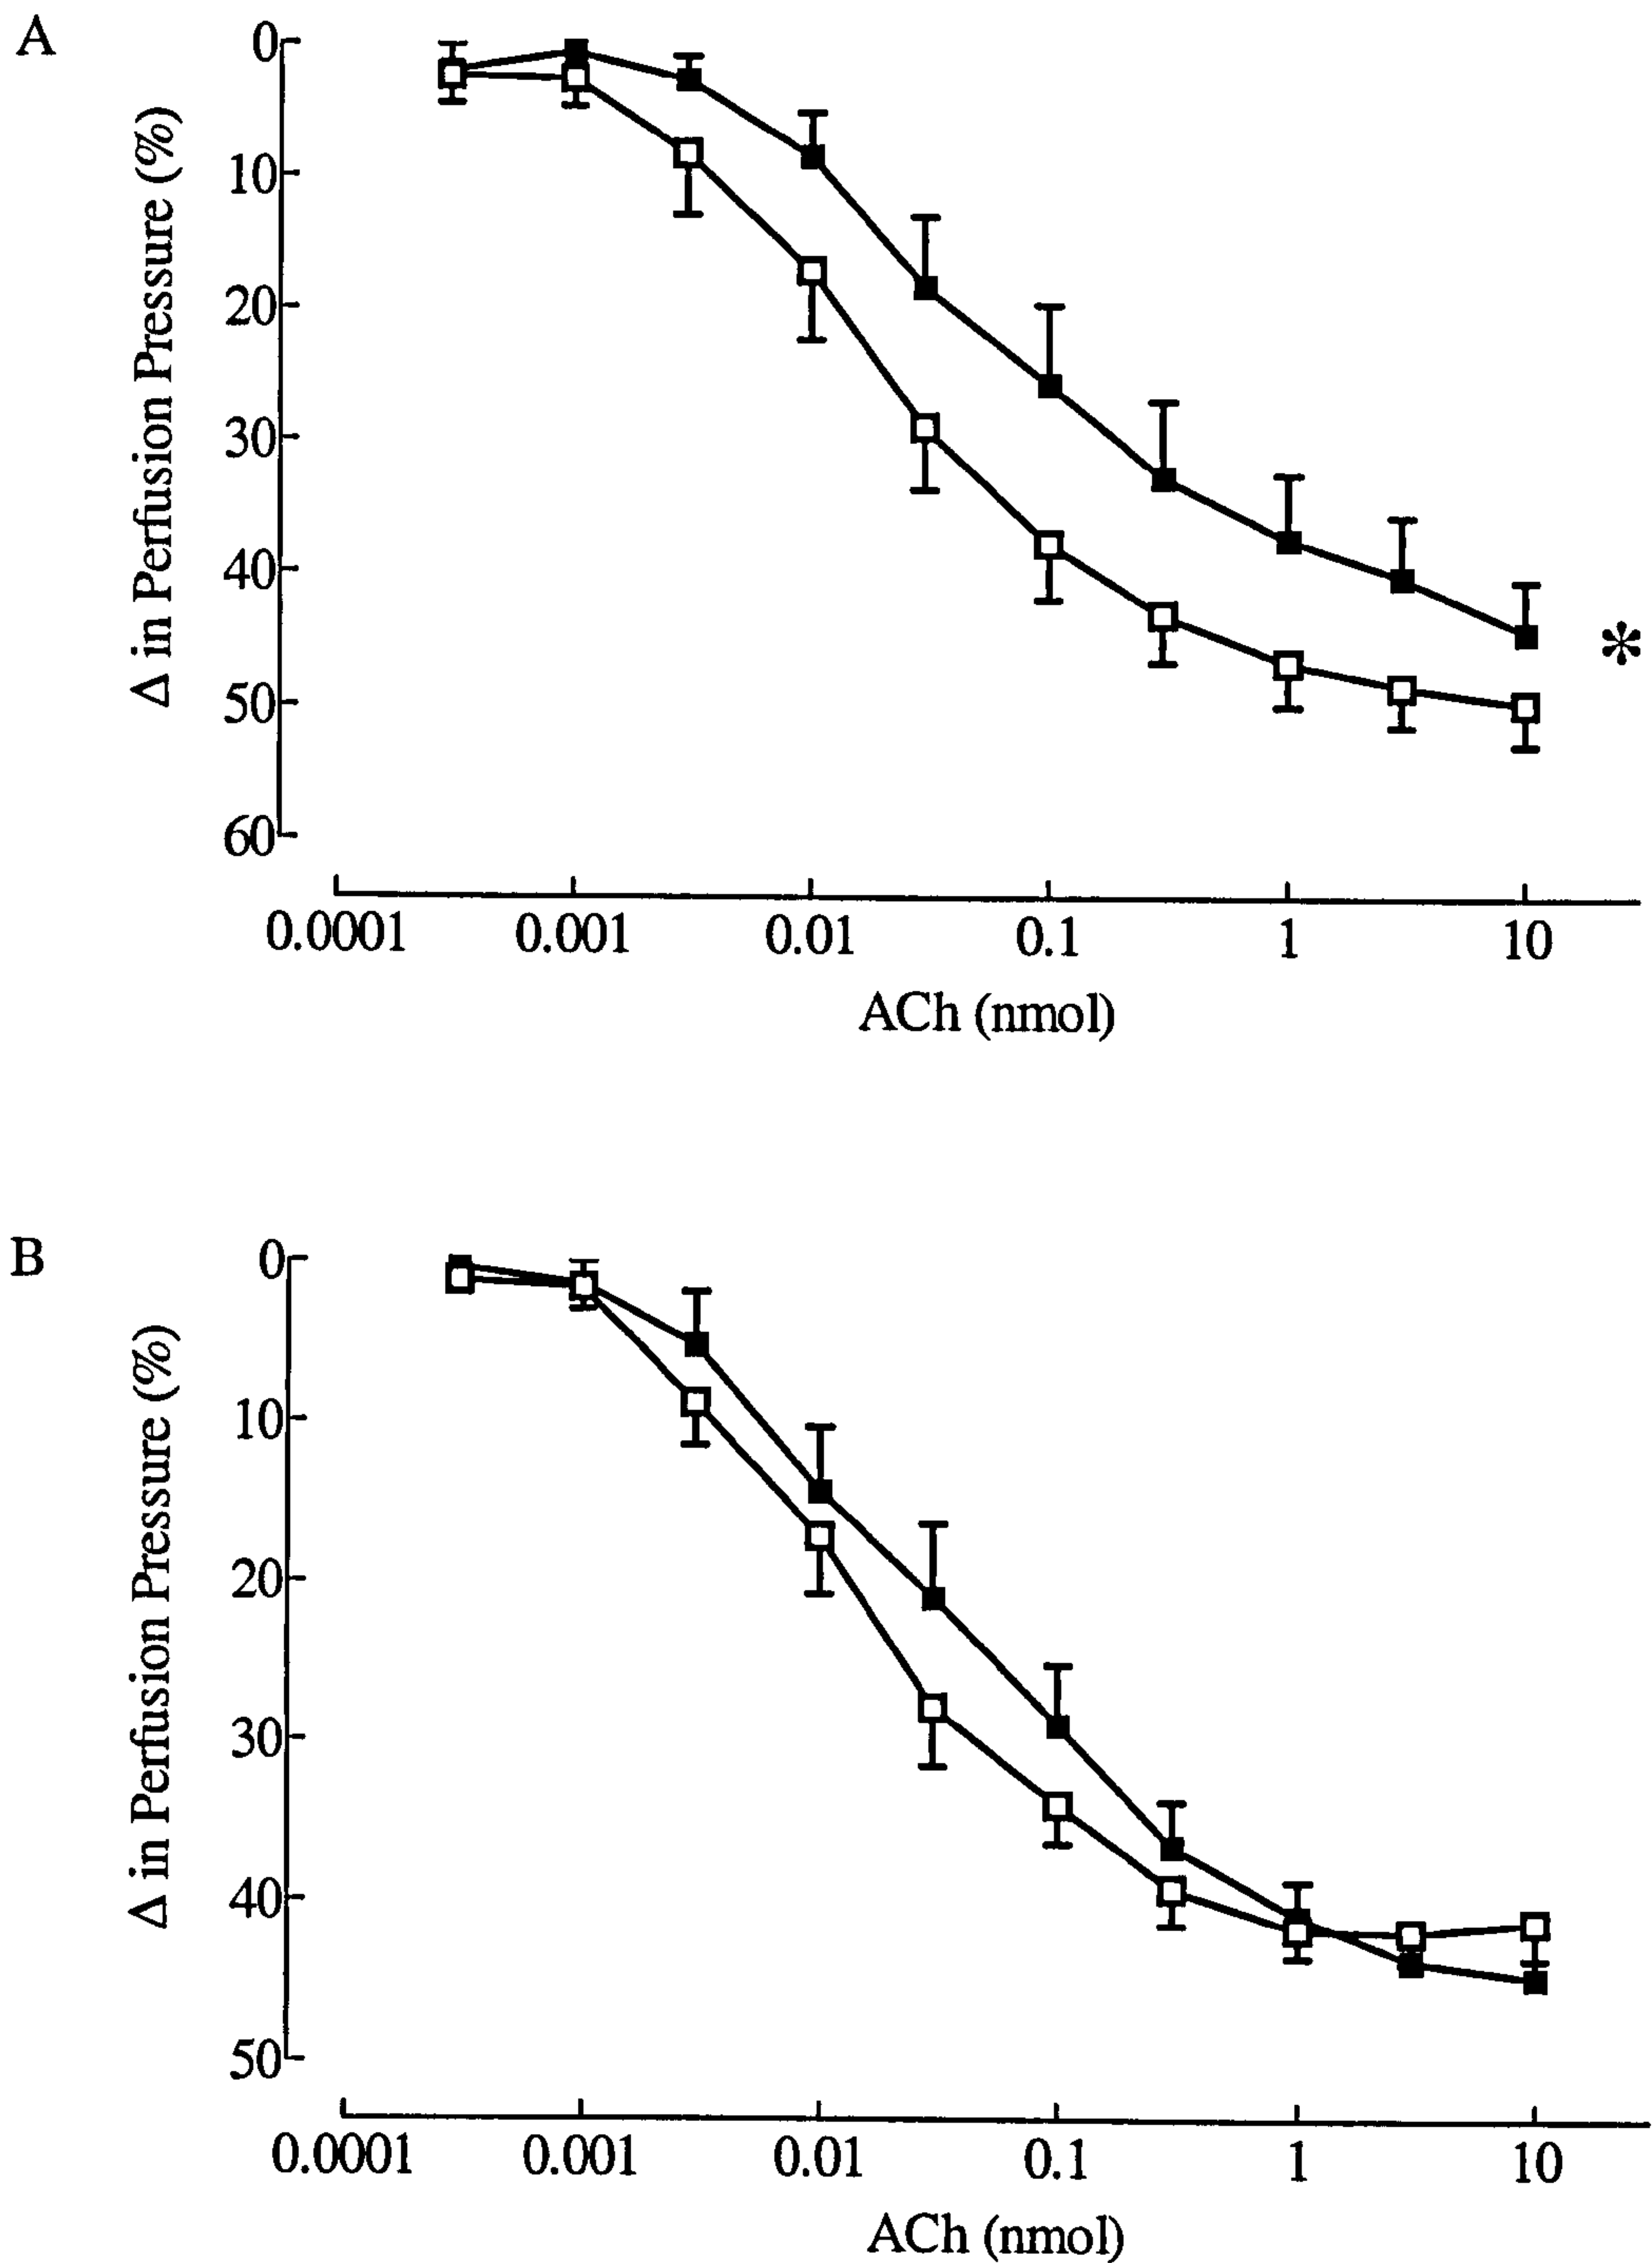 A
Δ in Perfusion Pressure (%)
0
10
20
30
40
50
60
0.0001 0.001 0.01 0.1 1 10
ACh (nmol)
*
B
Δ in Perfusion Pressure (%)
0
10
20
30
40
50
0.0001 0.001 0.01 0.1 1 10
ACh (nmol)